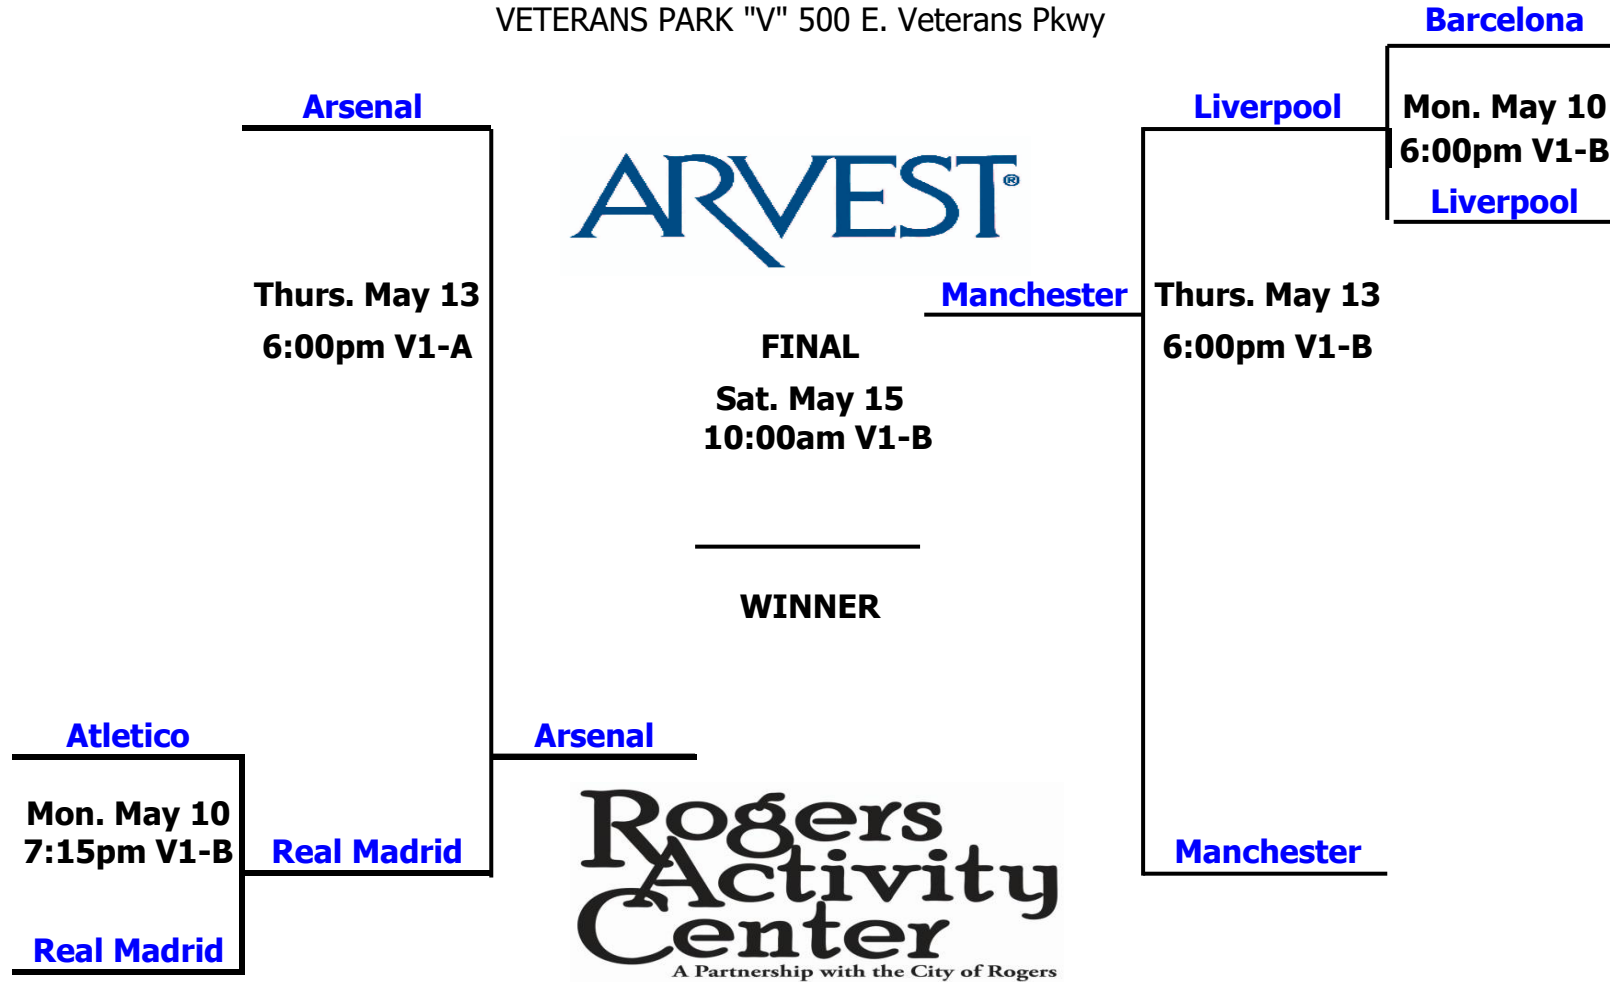 VETERANS PARK "V" 500 E. Veterans Pkwy
Barcelona
Arsenal
Liverpool
Mon. May 10
6:00pm V1-B
ARVEST®
Liverpool
Thurs. May 13
Manchester
Thurs. May 13
6:00pm V1-A
FINAL
6:00pm V1-B
Sat. May 15
10:00am V1-B
WINNER
Atletico
Arsenal
Mon. May 10
7:15pm V1-B
Real Madrid
Rogers
Activity
Center
A Partnership with the City of Rogers
Manchester
Real Madrid